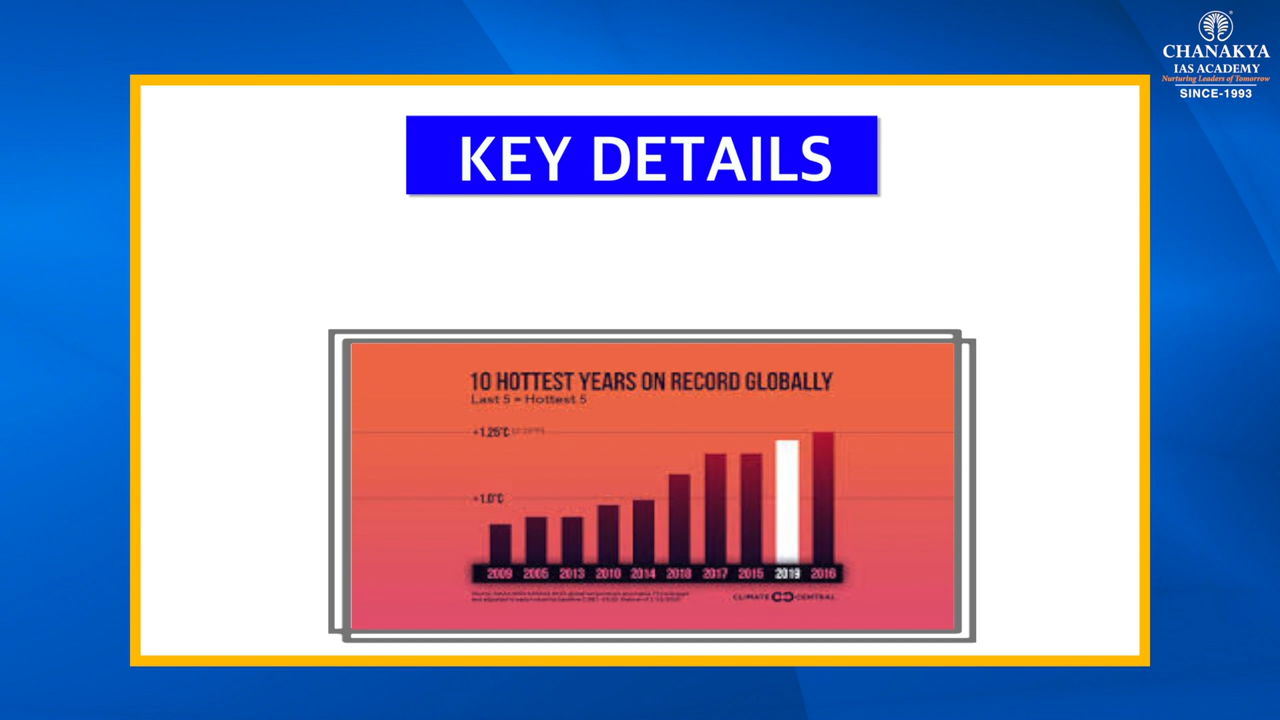 CHANAKYA
IAS ACADEMY
Nurturing Leaders of Tomorrow
SINCE-1993
KEY DETAILS
10 HOTTEST YEARS ON RECORD GLOBALLY
Last 5 = Hottest 5
+1.25°C
+1.0°C
2009 2005 2013 2010 2014 2018 2017 2015 2019 2016
CLIMATE CENTRAL